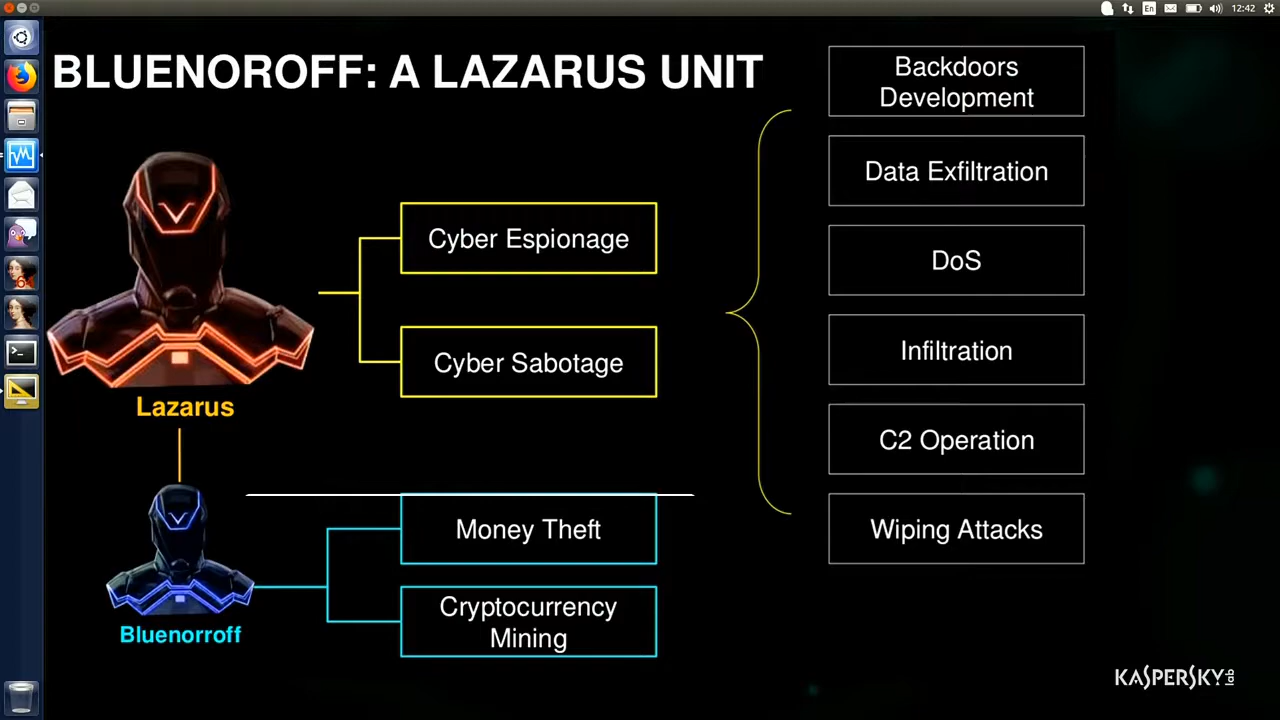 En
12:42
BLUENOROFF: A LAZARUS UNIT
Lazarus
Cyber Espionage
Cyber Sabotage
Bluenorroff
Money Theft
Cryptocurrency
Mining
Backdoors
Development
Data Exfiltration
DoS
Infiltration
C2 Operation
Wiping Attacks
KASPERSKY lab